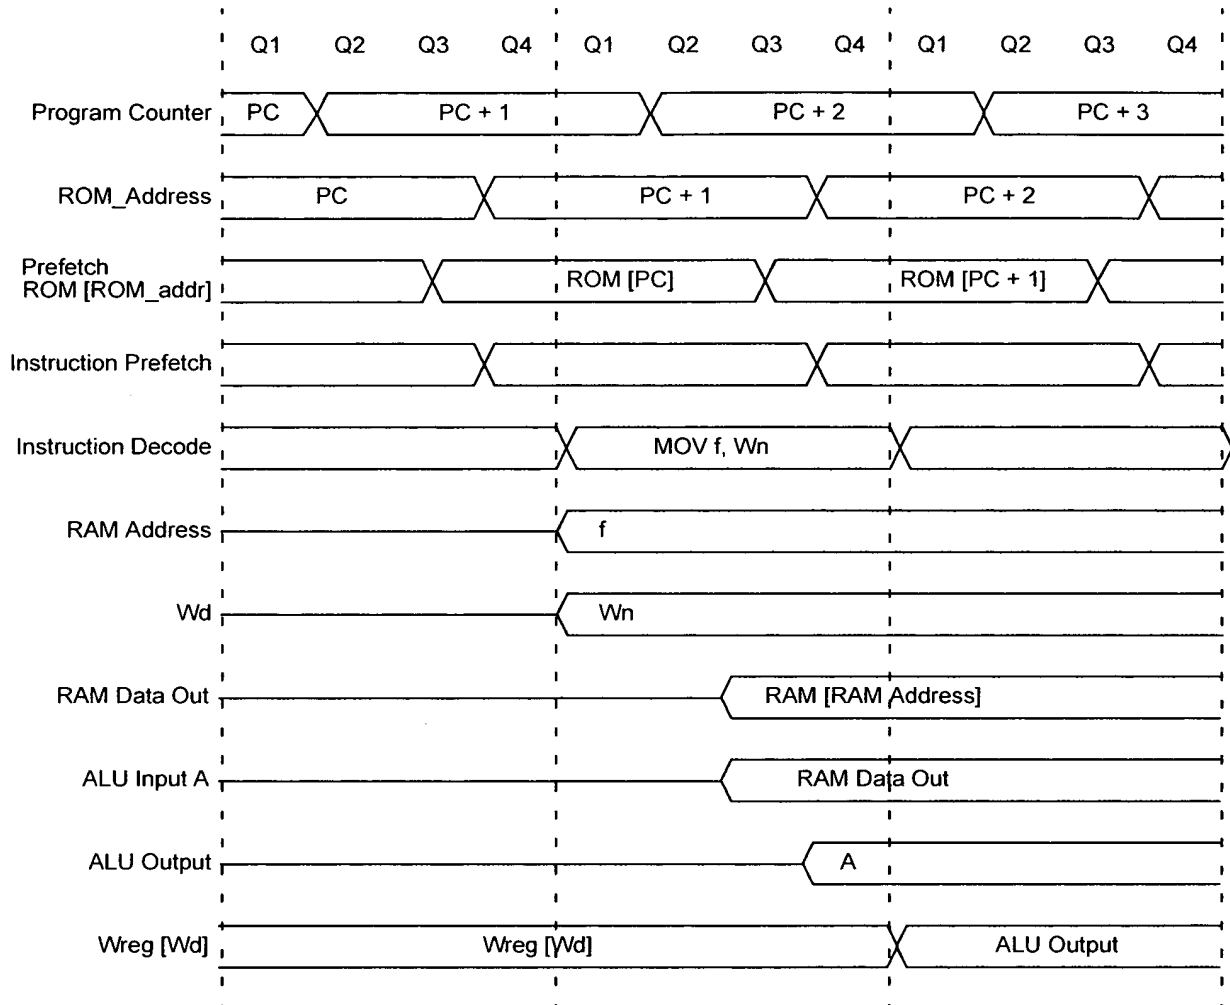 Q1 Q2 Q3 Q4 Q1 Q2 Q3 Q4 Q1 Q2 Q3 Q4
Program Counter PC PC + 1 PC + 2 PC + 3
ROM_Address PC PC + 1 PC + 2
Prefetch
ROM [ROM_addr] ROM [PC] ROM [PC + 1]
Instruction Prefetch
Instruction Decode MOV f, Wn
RAM Address f
Wd Wn
RAM Data Out RAM [RAM Address]
ALU Input A RAM Data Out
ALU Output A
Wreg [Wd] Wreg [Wd] ALU Output